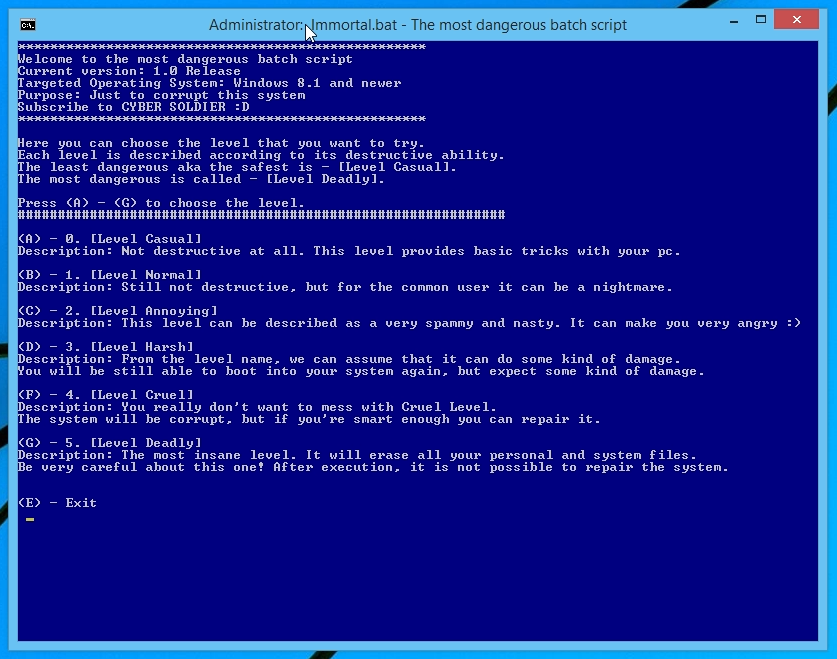 Administrator: Immortal.bat - The most dangerous batch script
***************************************************
Welcome to the most dangerous batch script
Current version: 1.0 Release
Targeted Operating System: Windows 8.1 and newer
Purpose: Just to corrupt this system
Subscribe to CYBER SOLDIER :D
***************************************************
Here you can choose the level that you want to try.
Each level is described according to its destructive ability.
The least dangerous aka the safest is - [Level Casual].
The most dangerous is called - [Level Deadly].
Press (A) - (G) to choose the level.
#############################################################
(A) - 0. [Level Casual]
Description: Not destructive at all. This level provides basic tricks with your pc.
(B) - 1. [Level Normal]
Description: Still not destructive, but for the common user it can be a nightmare.
(C) - 2. [Level Annoying]
Description: This level can be described as a very spammy and nasty. It can make you very angry :)
(D) - 3. [Level Harsh]
Description: From the level name, we can assume that it can do some kind of damage.
You will be still able to boot into your system again, but expect some kind of damage.
(F) - 4. [Level Cruel]
Description: You really don't want to mess with Cruel Level.
The system will be corrupt, but if you're smart enough you can repair it.
(G) - 5. [Level Deadly]
Description: The most insane level. It will erase all your personal and system files.
Be very careful about this one! After execution, it is not possible to repair the system.
(E) - Exit